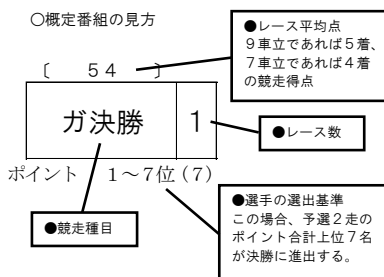 〇概定番組の見方
●レース平均点
９車立であれば５着、
７車立であれば４着
の競走得点
〔　５４　〕
ガ決勝
1
●レース数
ポイント　1～7位(7)
●競走種目
●選手の選出基準
この場合、予選２走の
ポイント合計上位７名
が決勝に進出する。